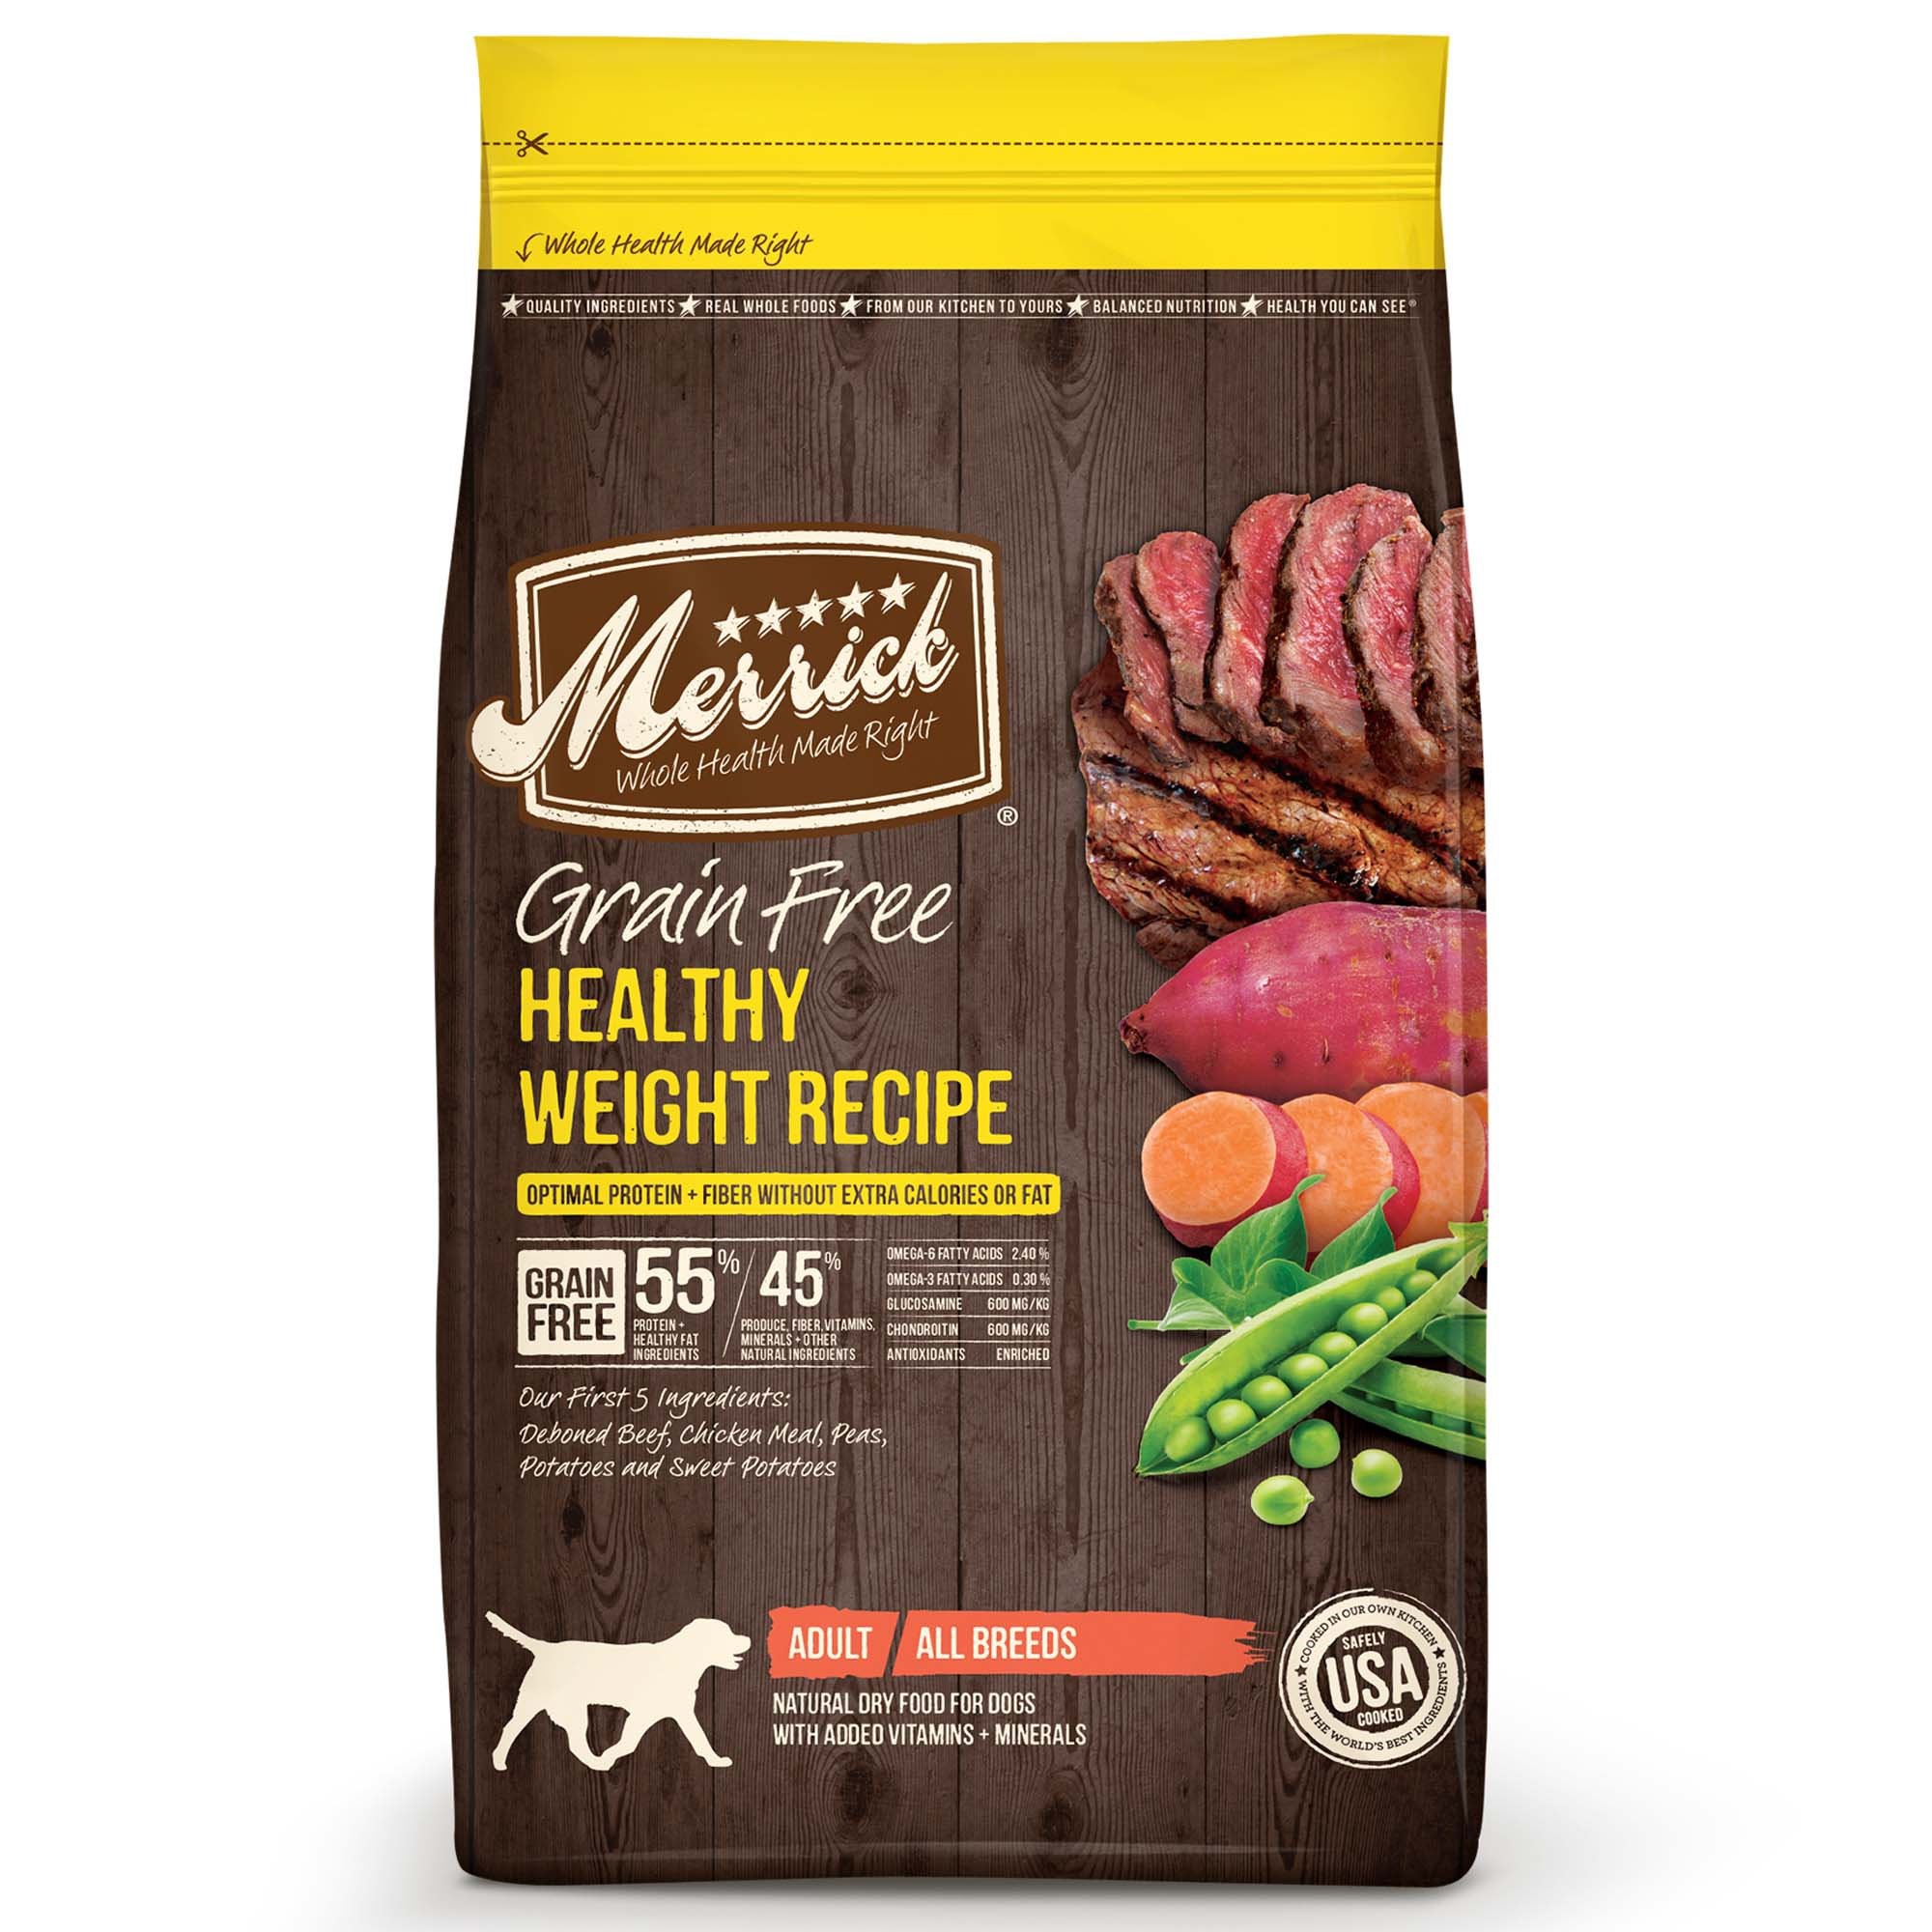 Whole Health Made Right
★ QUALITY INGREDIENTS ★ REAL WHOLE FOODS ★ FROM OUR KITCHEN TO YOURS ★ BALANCED NUTRITION ★ HEALTH YOU CAN SEE®
Merrick
Whole Health Made Right
®
Grain Free
HEALTHY
WEIGHT RECIPE
OPTIMAL PROTEIN + FIBER WITHOUT EXTRA CALORIES OR FAT
GRAIN
FREE
55%
PROTEIN +
HEALTHY FAT
INGREDIENTS
45%
PRODUCE, FIBER, VITAMINS,
MINERALS + OTHER
NATURAL INGREDIENTS
OMEGA-6 FATTY ACIDS 2.40 %
OMEGA-3 FATTY ACIDS 0.30 %
GLUCOSAMINE 600 MG/KG
CHONDROITIN 600 MG/KG
ANTIOXIDANTS ENRICHED
Our First 5 Ingredients:
Deboned Beef, Chicken Meal, Peas,
Potatoes and Sweet Potatoes
ADULT / ALL BREEDS
NATURAL DRY FOOD FOR DOGS
WITH ADDED VITAMINS + MINERALS
COOKED IN OUR OWN KITCHEN
SAFELY
USA
COOKED
★ WITH THE WORLD'S BEST INGREDIENTS ★